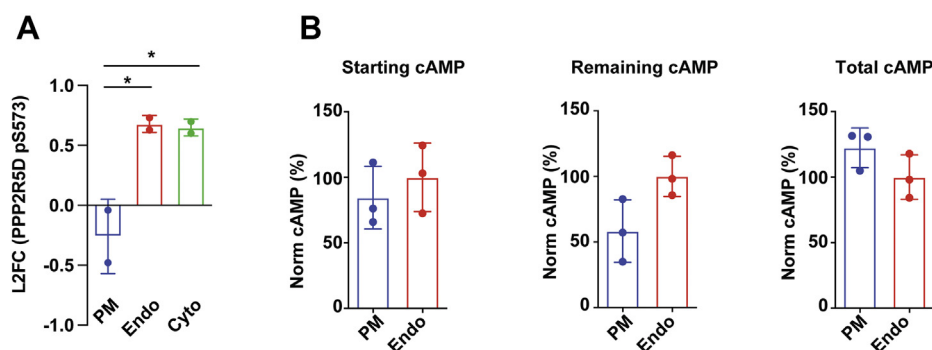 A
L2FC (PPP2R5D pS573)
1.0
0.5
0.0
-0.5
-1.0
*
*
PM
Endo
Cyto
B
Starting cAMP
Norm cAMP (%)
150
100
50
0
PM
Endo
Remaining cAMP
Norm cAMP (%)
150
100
50
0
PM
Endo
Total cAMP
Norm cAMP (%)
150
100
50
0
PM
Endo